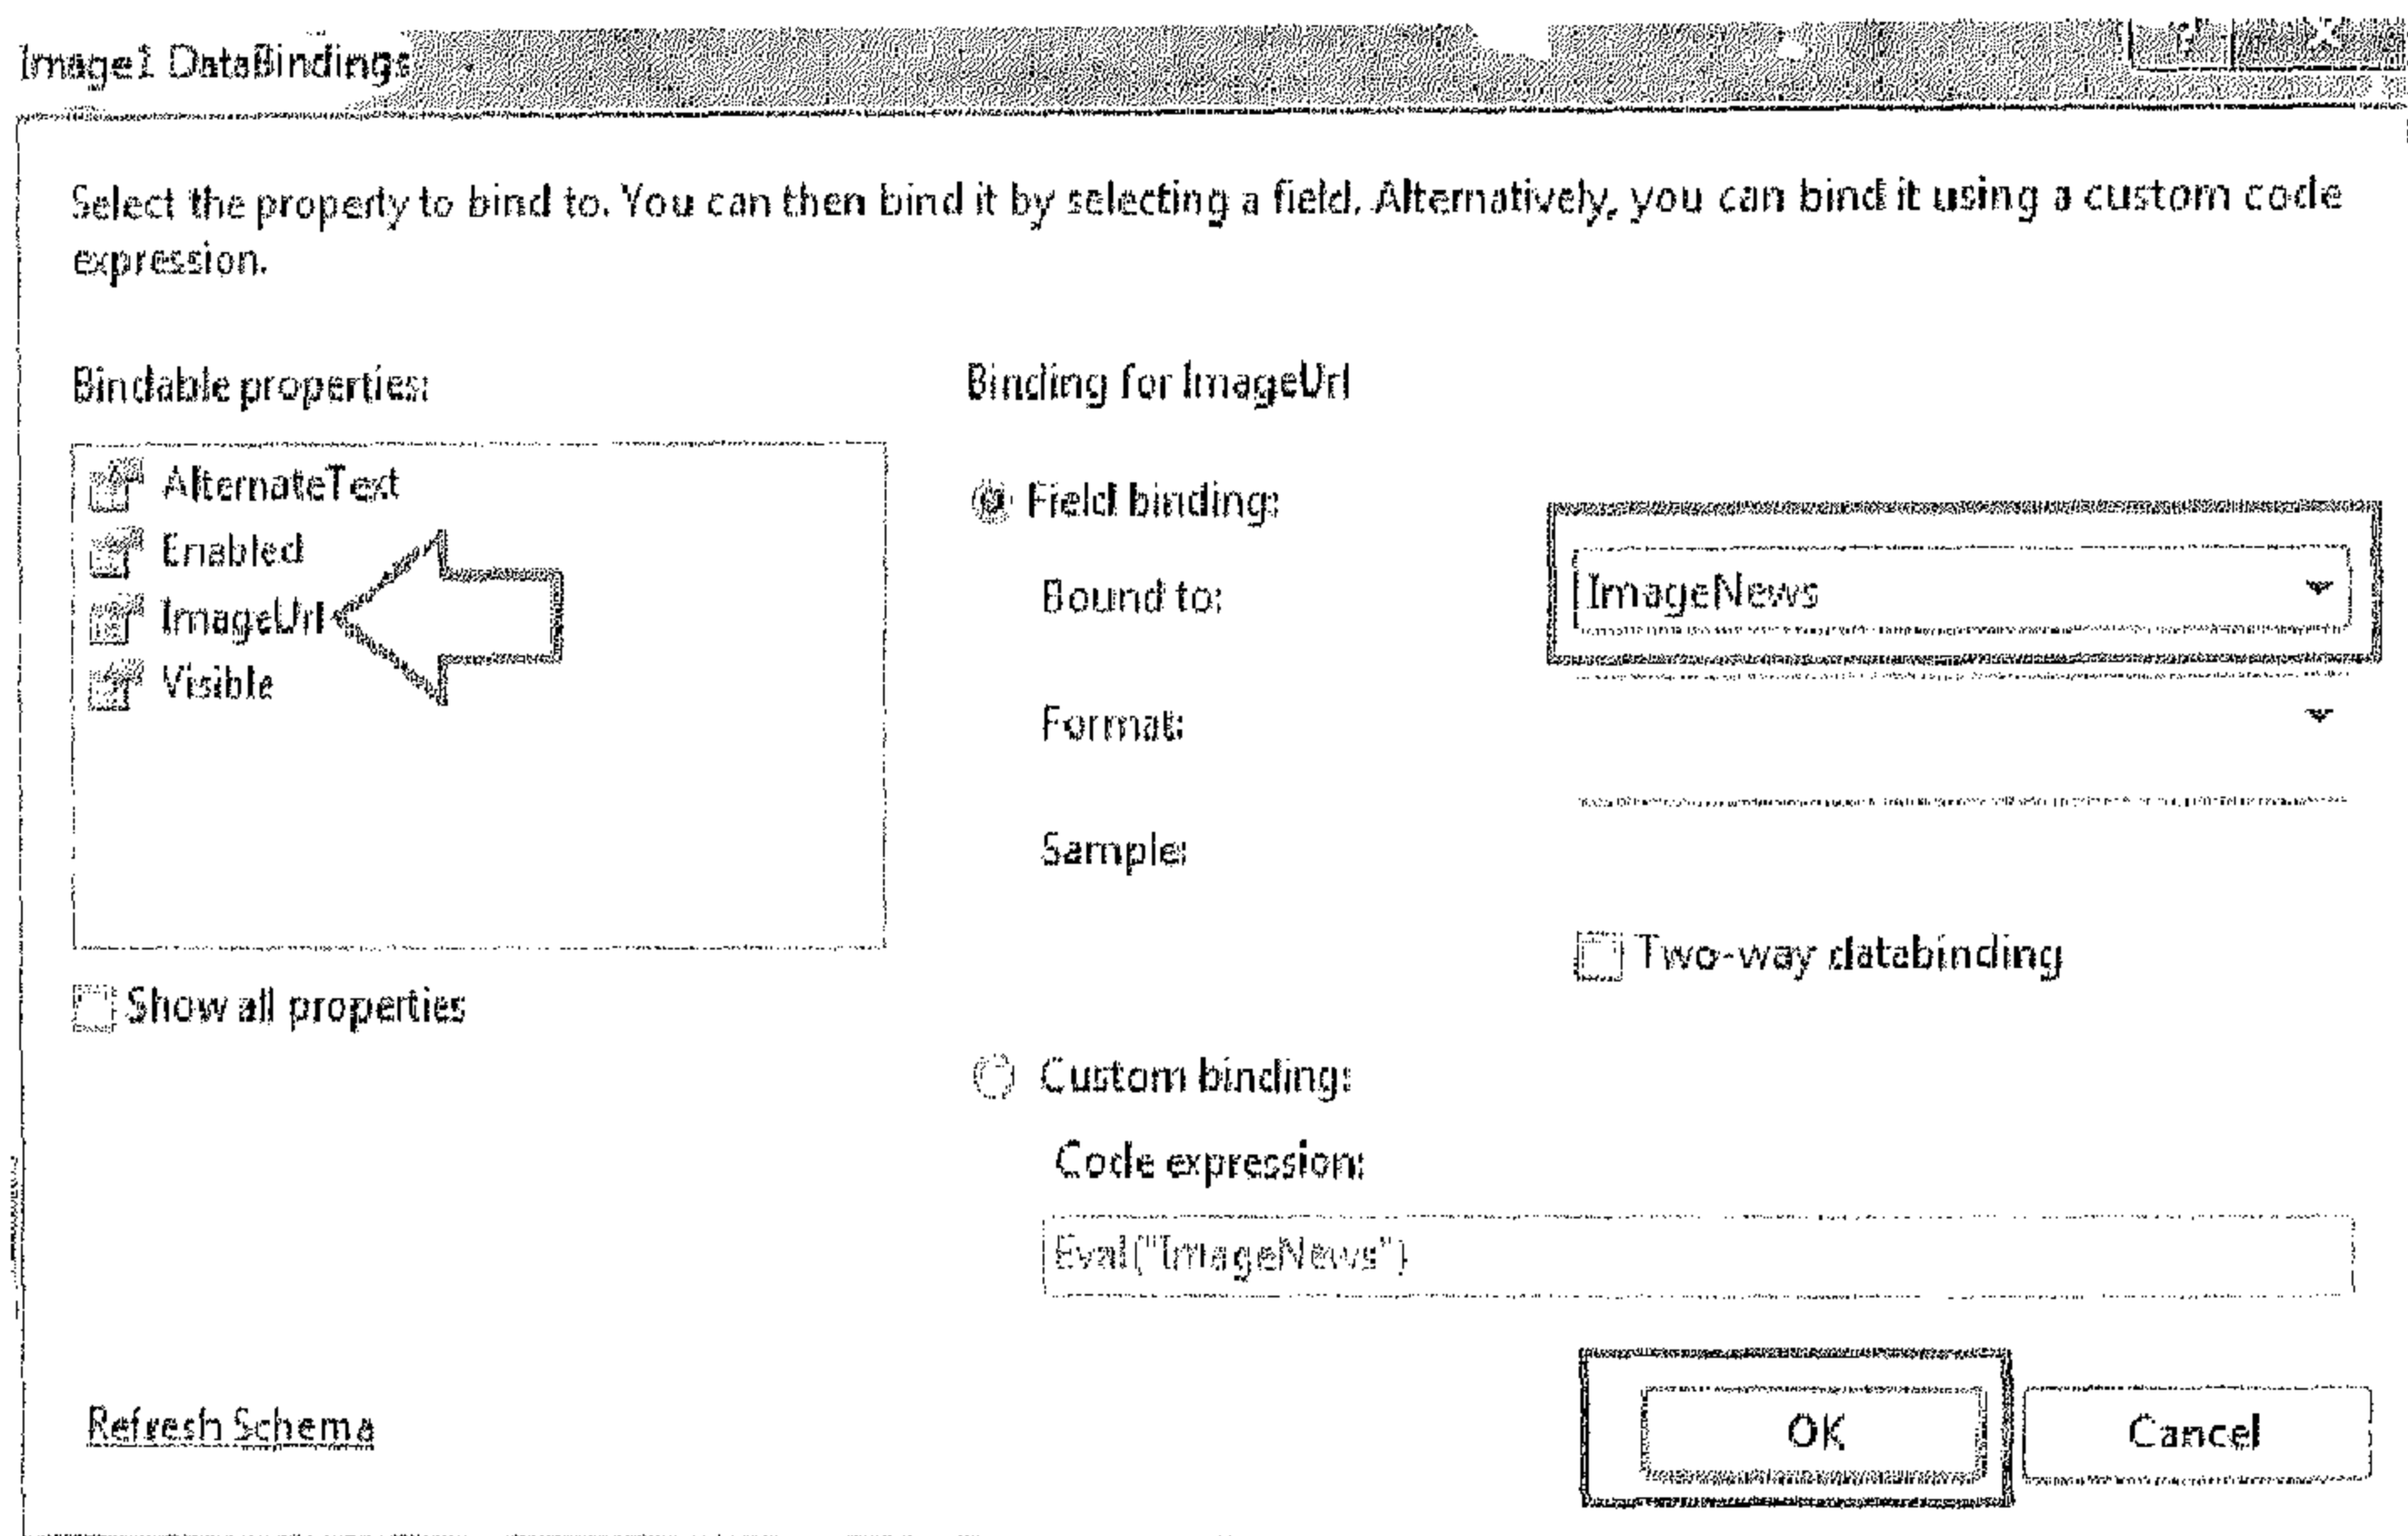 Image1 DataBindings
Select the property to bind to. You can then bind it by selecting a field. Alternatively, you can bind it using a custom code
expression.
Bindable properties:
AlternateText
Enabled
ImageUrl
Visible
Show all properties
Refresh Schema
Binding for ImageUrl
Field binding:
Bound to:
ImageNews
Format:
Sample:
Two-way databinding
Custom binding:
Code expression:
Eval("ImageNews")
OK
Cancel